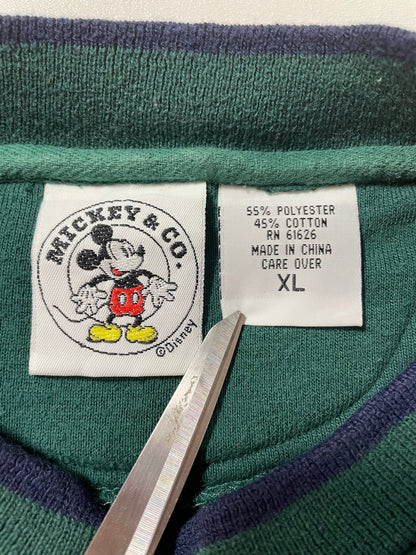 MICKEY & CO.
©Disney
55% POLYESTER
45% COTTON
RN 61626
MADE IN CHINA
CARE OVER
XL